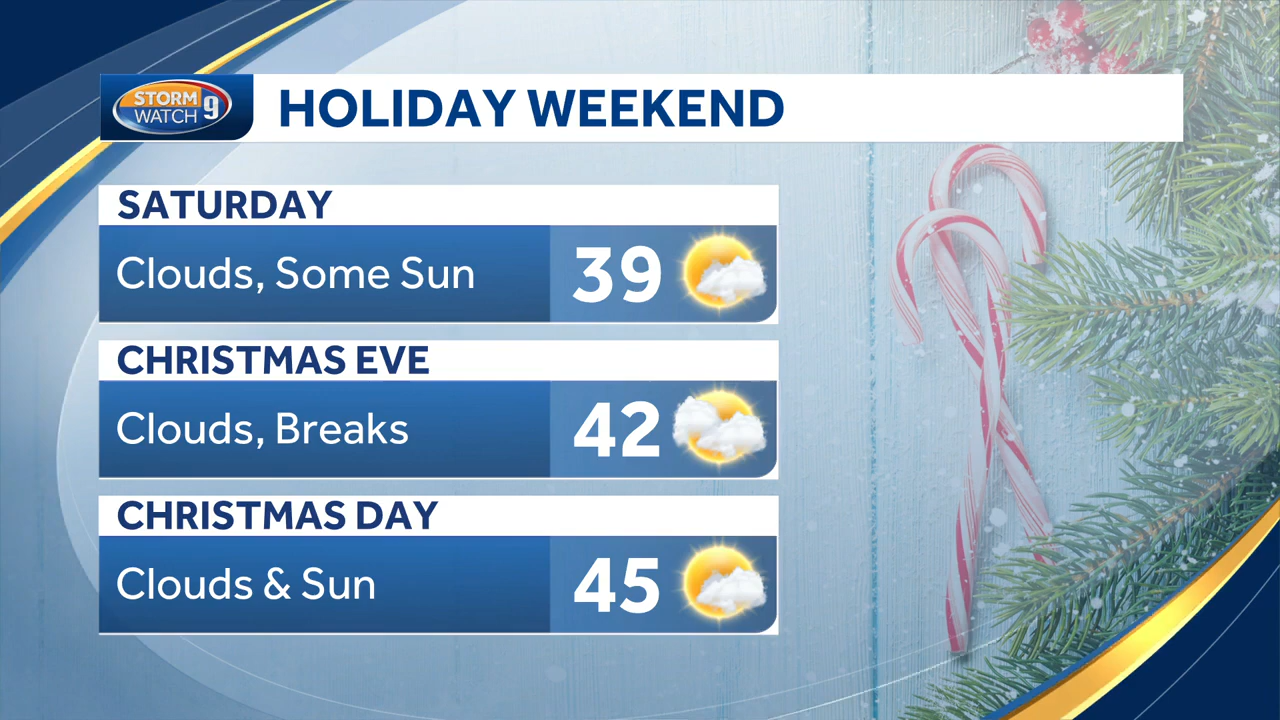 STORM
WATCH 9
HOLIDAY WEEKEND
SATURDAY
Clouds, Some Sun 39
CHRISTMAS EVE
Clouds, Breaks 42
CHRISTMAS DAY
Clouds & Sun 45